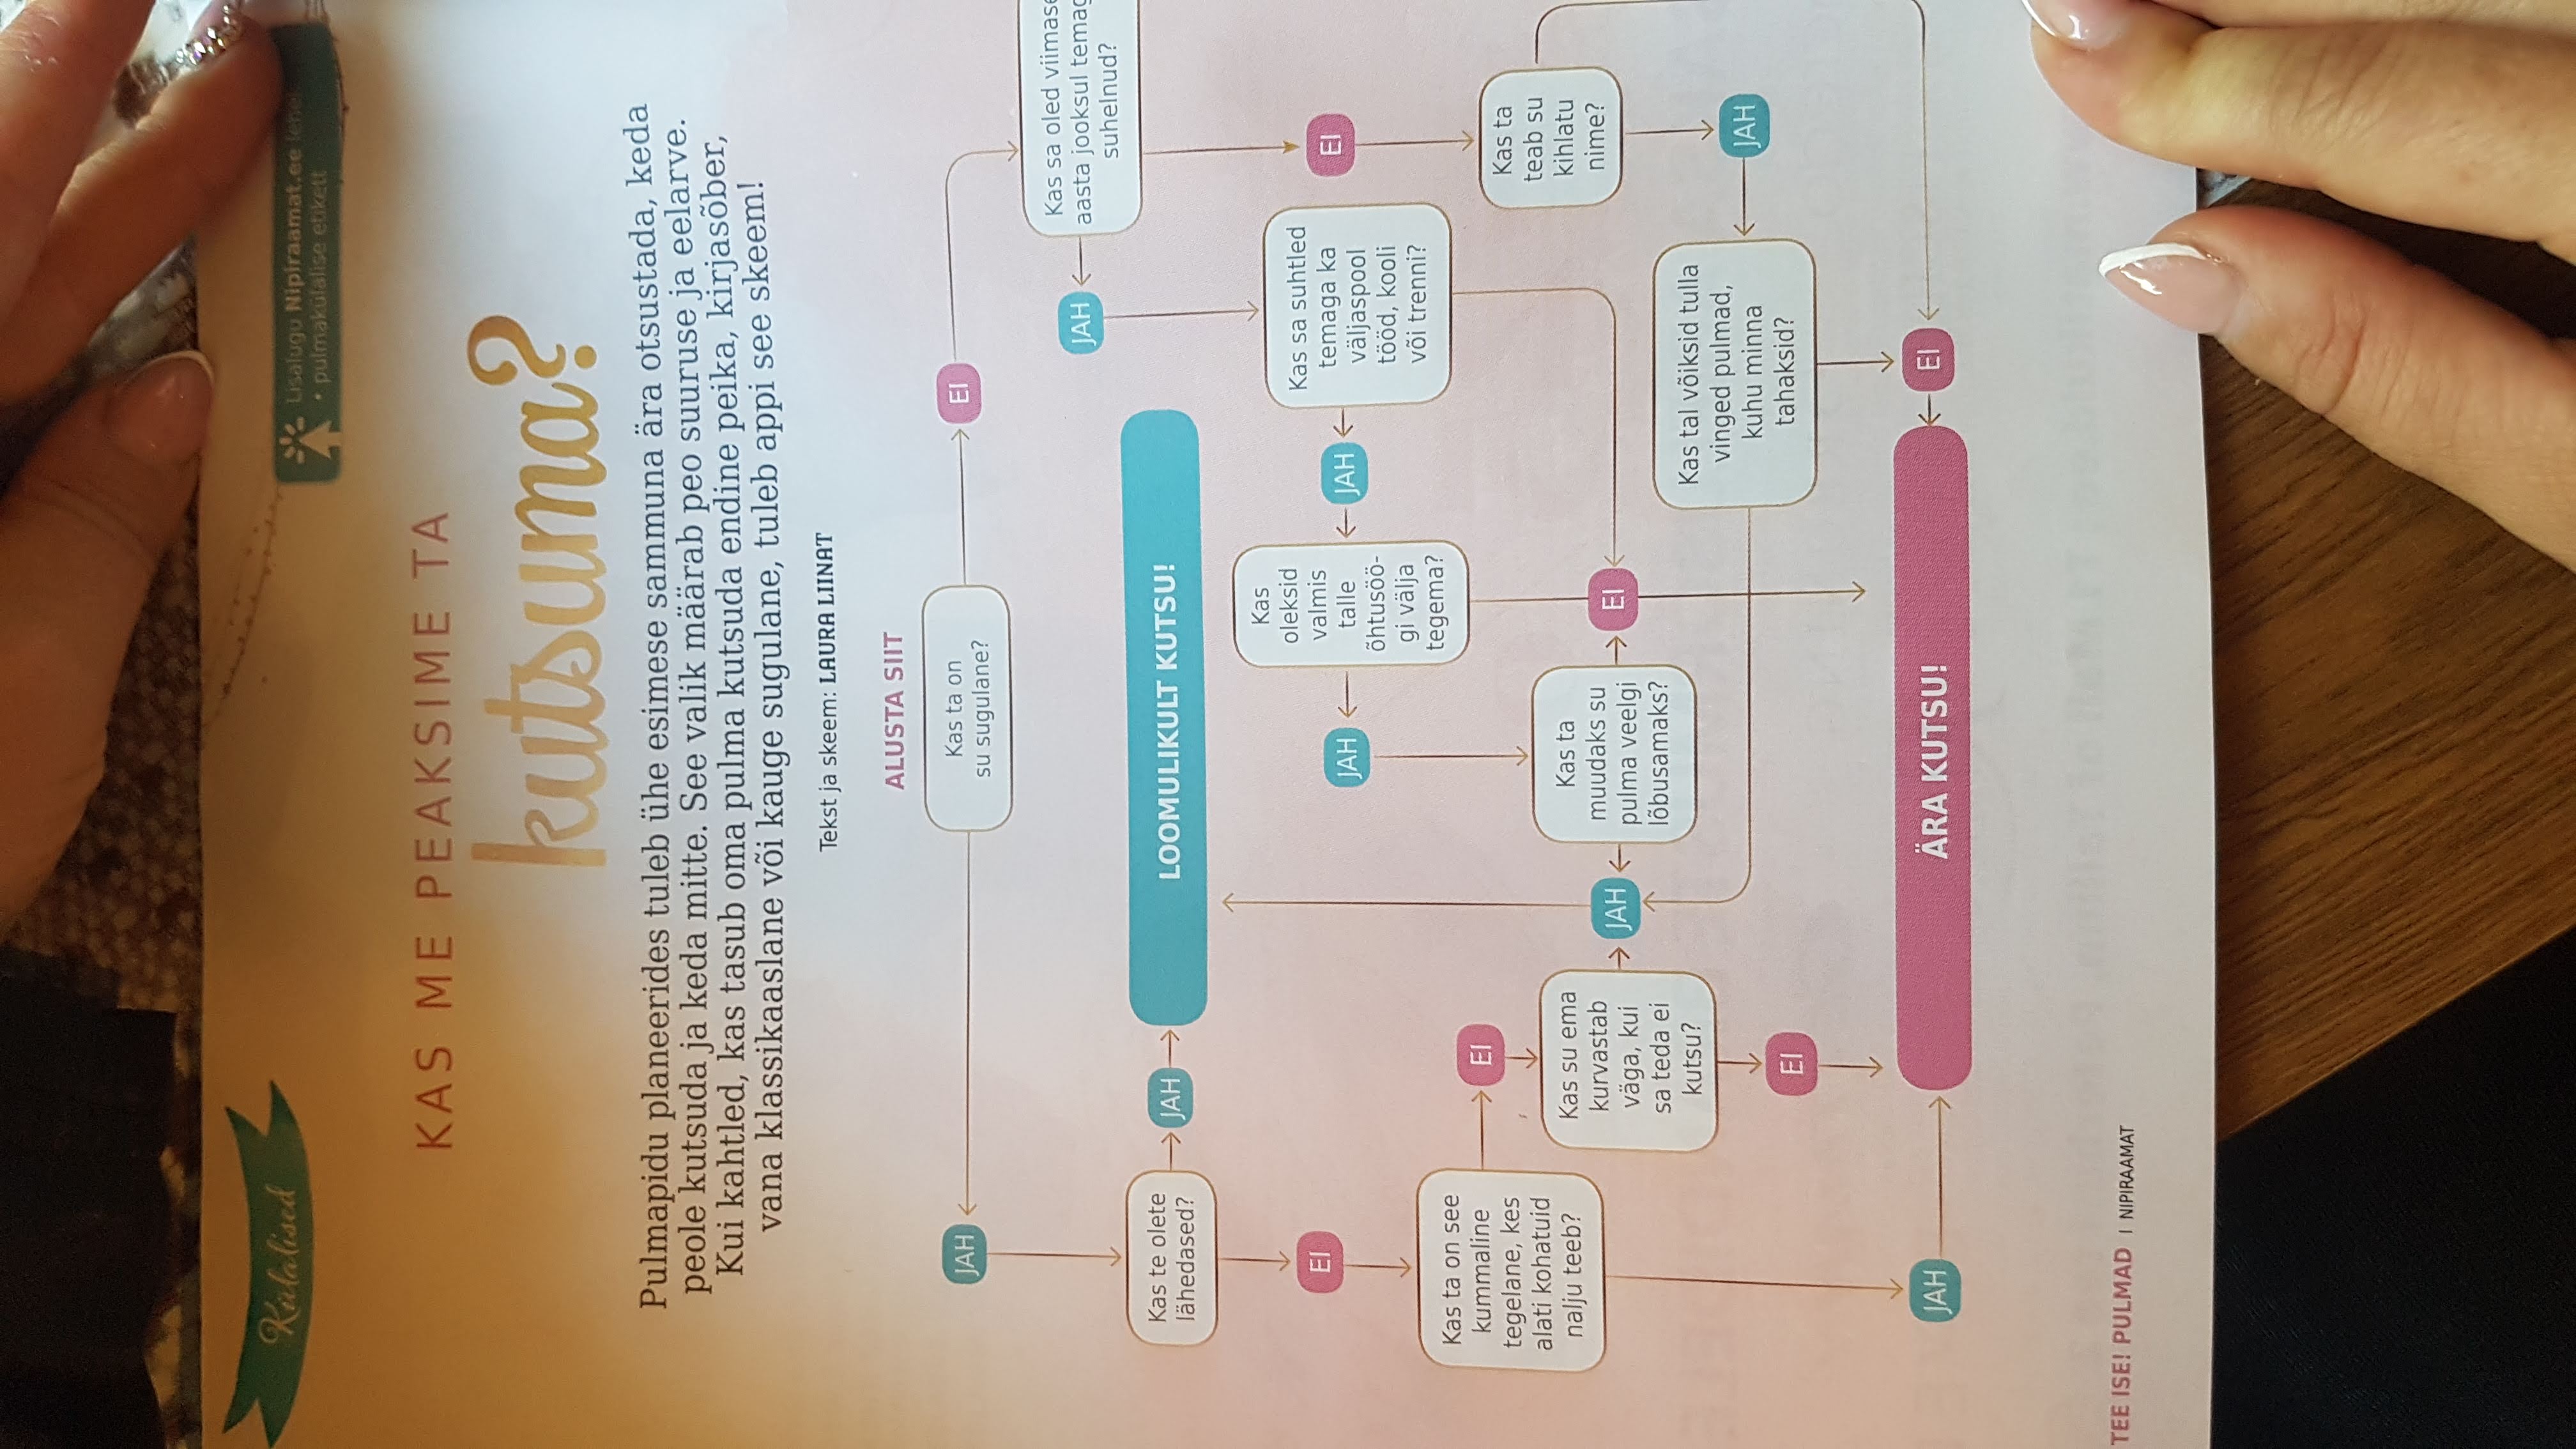 Külalised
Lisalugu Nipiraamat.ee
• pulmakülalise etikett
KAS ME PEAKSIME TA
kutsuma?
Pulmapidu planeerides tuleb ühe esimese sammuna ära otsustada, keda
peole kutsuda ja keda mitte. See valik määrab peo suuruse ja eelarve.
Kui kahtled, kas tasub oma pulma kutsuda endine peika, kirjasõber,
vana klassikaaslane või kauge sugulane, tuleb appi see skeem!
Tekst ja skeem: LAURA LIINAT
ALUSTA SIIT
JAH
Kas ta on
su sugulane?
EI
Kas sa oled viimase
aasta jooksul temag
suhelnud?
JAH
Kas te olete
lähedased?
JAH
LOOMULIKULT KUTSU!
EI
JAH
Kas
oleksid
valmis
talle
õhtusöö-
gi välja
tegema?
JAH
Kas sa suhtled
temaga ka
väljaspool
tööd, kooli
või trenni?
EI
Kas ta on see
kummaline
tegelane, kes
alati kohatuid
nalju teeb?
EI
Kas su ema
kurvastab
väga, kui
sa teda ei
kutsu?
JAH
Kas ta
muudaks su
pulma veelgi
lõbusamaks?
EI
Kas ta
teab su
kihlatu
nime?
Kas tal võiksid tulla
vinged pulmad,
kuhu minna
tahaksid?
JAH
EI
JAH
ÄRA KUTSU!
EI
TEE ISE! PULMAD | NIPIRAAMAT